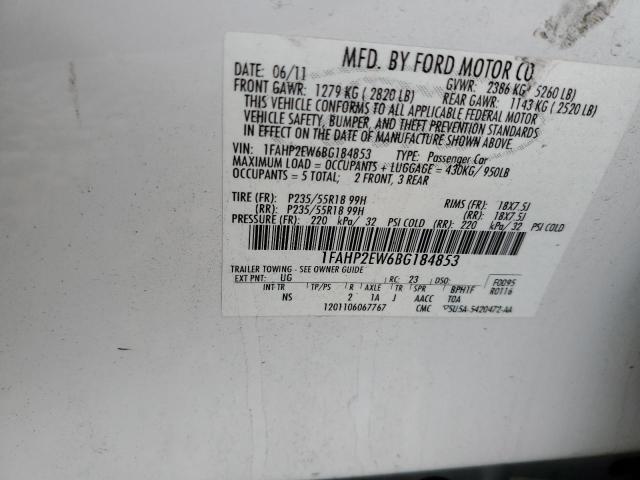 MFD. BY FORD MOTOR CO
DATE: 06/11 GVWR: 2386 KG/ 5260 LB)
FRONT GAWR: 1279 KG ( 2820 LB) REAR GAWR: 1143 KG ( 2520 LB)
THIS VEHICLE CONFORMS TO ALL APPLICABLE FEDERAL MOTOR
VEHICLE SAFETY, BUMPER, AND THEFT PREVENTION STANDARDS
IN EFFECT ON THE DATE OF MANUFACTURE SHOWN ABOVE.
VIN: 1FAHP2EW6BG184853 TYPE: Passenger Car
MAXIMUM LOAD = OCCUPANTS + LUGGAGE = 430KG/ 950LB
OCCUPANTS = 5 TOTAL; 2 FRONT, 3 REAR
TIRE (FR): P235/55R18 99H RIMS (FR): 18X7.5J
(RR): P235/55R18 99H (RR): 18X7.5J
PRESSURE (FR): 220 kPa/ 32 PSI COLD (RR): 220 kPa/ 32 PSI COLD
1FAHP2EW6BG184853
TRAILER TOWING - SEE OWNER GUIDE
EXT PNT: UG RC: 23 DSO: F0095
R0116
INT TR TP/PS R AXLE TR SPR BPH1F
NS 2 1A J AACC T0A
1201106067767 CMC 5U5A-5420472-AA